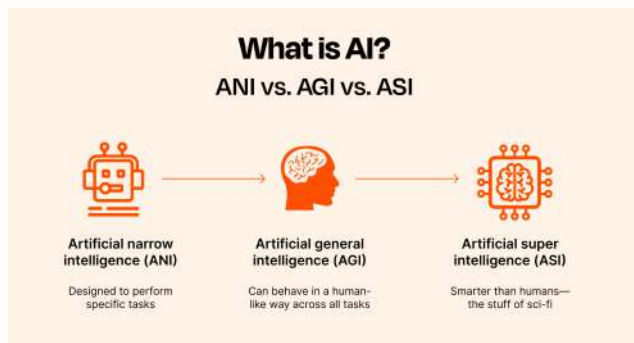 What is AI?
ANI vs. AGI vs. ASI
Artificial narrow
intelligence (ANI)
Designed to perform
specific tasks
Artificial general
intelligence (AGI)
Can behave in a human-
like way across all tasks
Artificial super
intelligence (ASI)
Smarter than humans—
the stuff of sci-fi